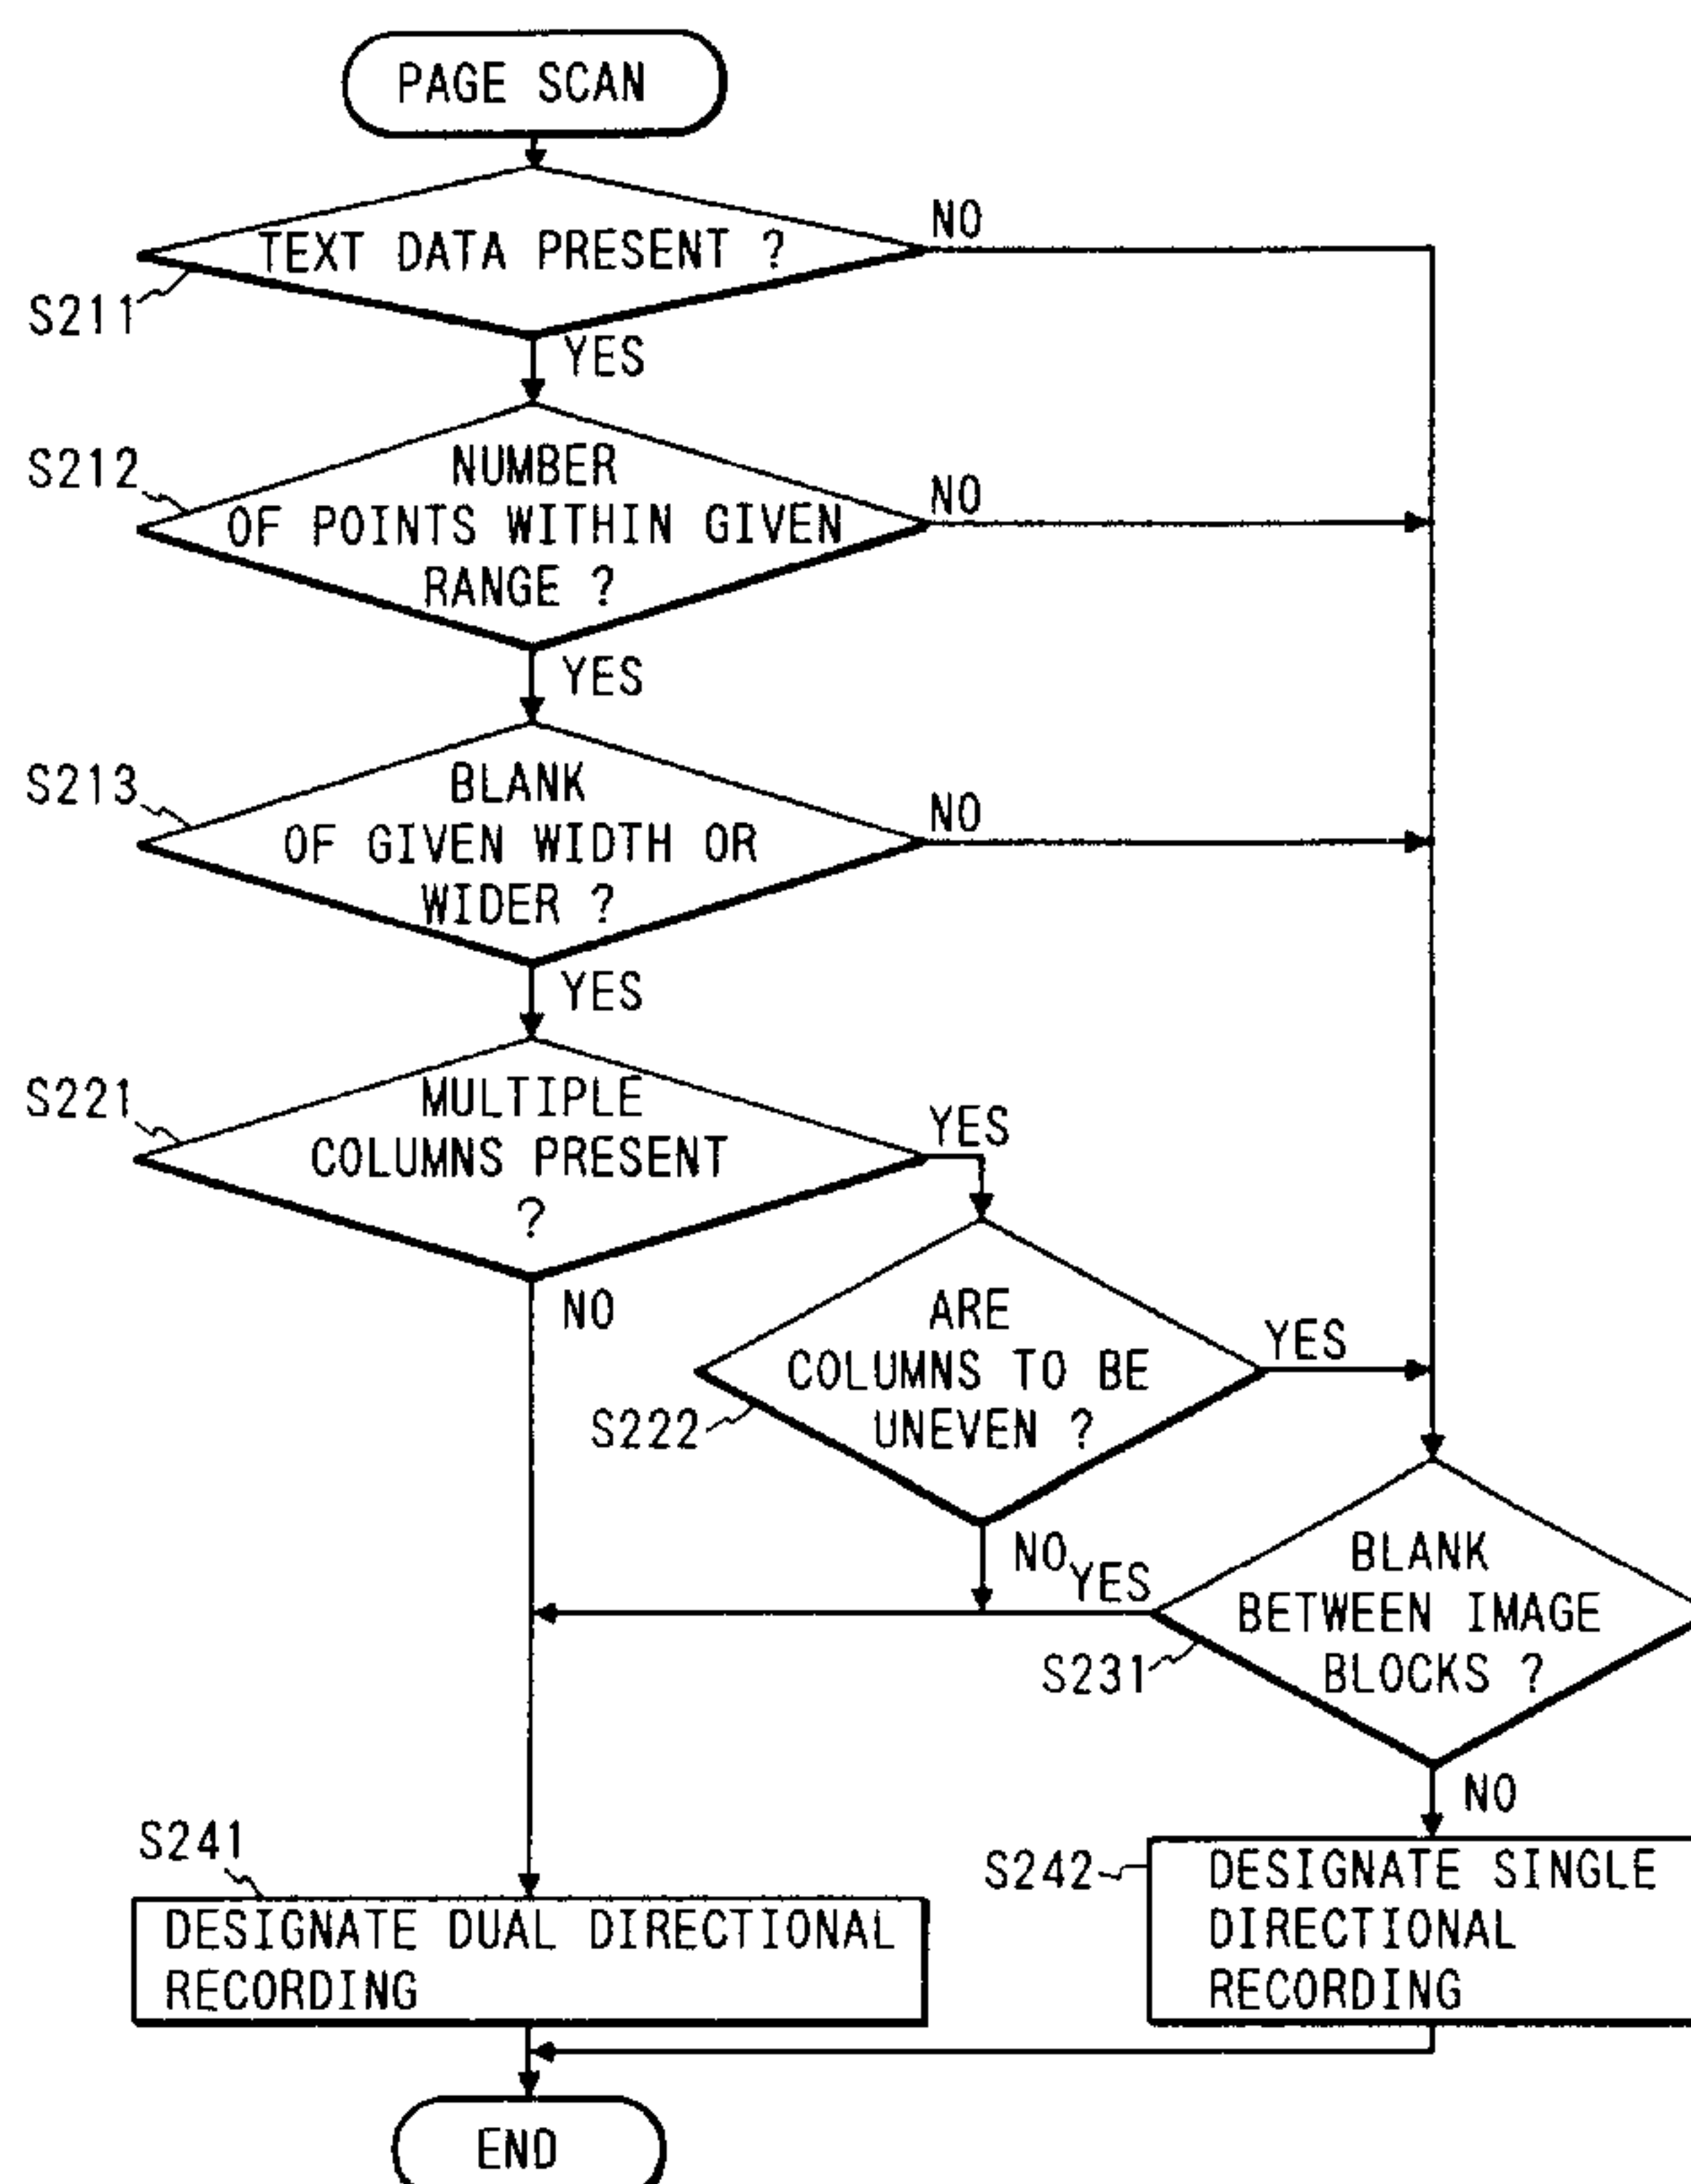 PAGE SCAN
TEXT DATA PRESENT ?
NO
S211
YES
S212
NUMBER
OF POINTS WITHIN GIVEN
RANGE ?
NO
YES
S213
BLANK
OF GIVEN WIDTH OR
WIDER ?
NO
YES
S221
MULTIPLE
COLUMNS PRESENT
?
YES
NO
ARE
COLUMNS TO BE
UNEVEN ?
YES
S222
NO
YES
BLANK
BETWEEN IMAGE
BLOCKS ?
S231
NO
S241
DESIGNATE DUAL DIRECTIONAL
RECORDING
S242
DESIGNATE SINGLE
DIRECTIONAL
RECORDING
END